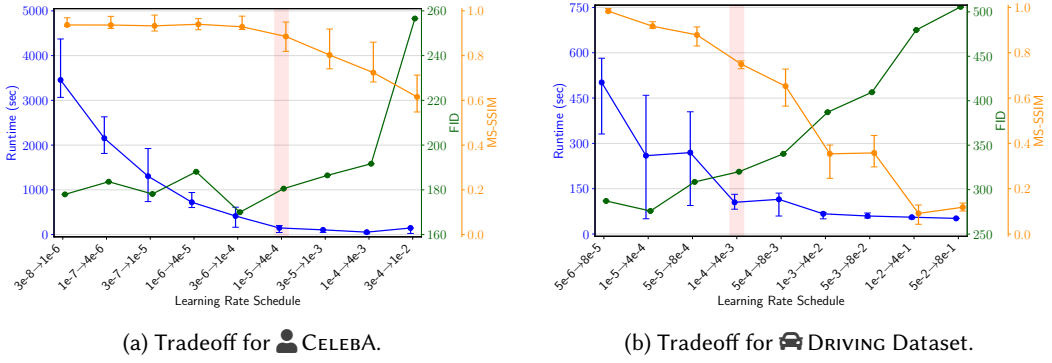 5000
4000
3000
2000
1000
0
Runtime (sec)
260
240
220
200
180
160
FID
1.0
0.8
0.6
0.4
0.2
0.0
MS-SSIM
3e-8→1e-6
1e-7→4e-6
3e-7→1e-5
1e-6→4e-5
3e-6→1e-4
1e-5→4e-4
3e-5→1e-3
1e-4→4e-3
3e-4→1e-2
Learning Rate Schedule
(a) Tradeoff for CelebA.
750
600
450
300
150
0
Runtime (sec)
500
450
400
350
300
250
FID
1.0
0.8
0.6
0.4
0.2
0.0
MS-SSIM
5e-6→8e-5
1e-5→4e-4
5e-5→8e-4
1e-4→4e-3
5e-4→8e-3
1e-3→4e-2
5e-3→8e-2
1e-2→4e-1
5e-2→8e-1
Learning Rate Schedule
(b) Tradeoff for Driving Dataset.